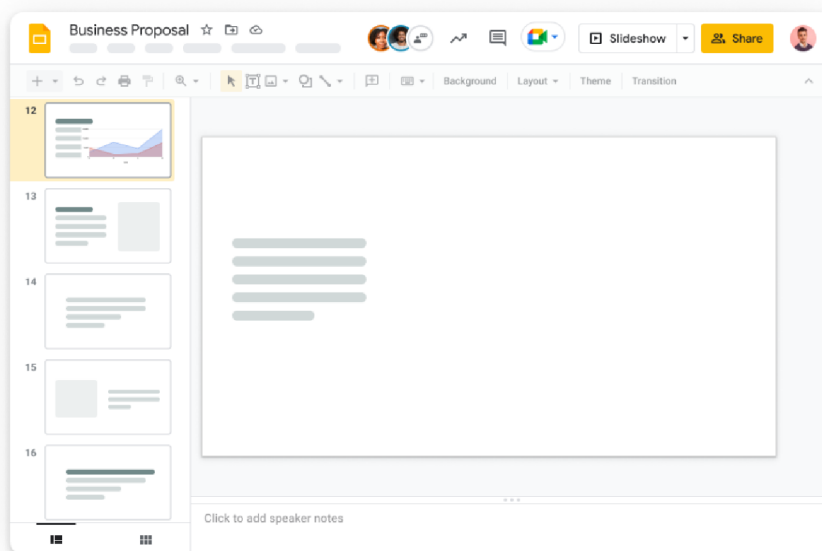 Business Proposal
Slideshow
Share
Background
Layout
Theme
Transition
12
13
14
15
16
Click to add speaker notes